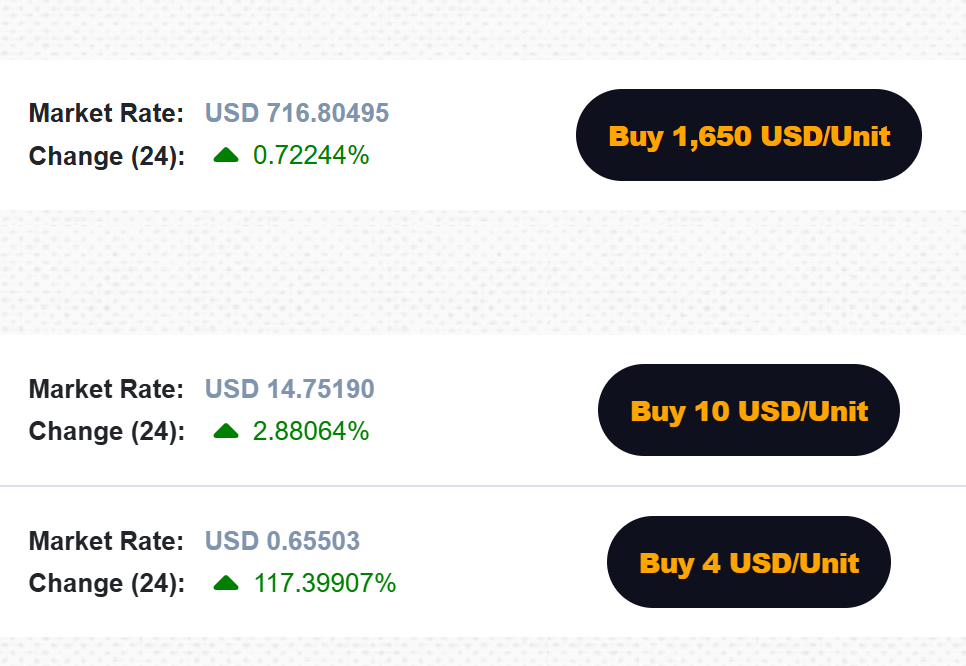 Market Rate: USD 716.80495
Change (24): 0.72244%
Buy 1,650 USD/Unit
Market Rate: USD 14.75190
Change (24): 2.88064%
Buy 10 USD/Unit
Market Rate: USD 0.65503
Change (24): 117.39907%
Buy 4 USD/Unit